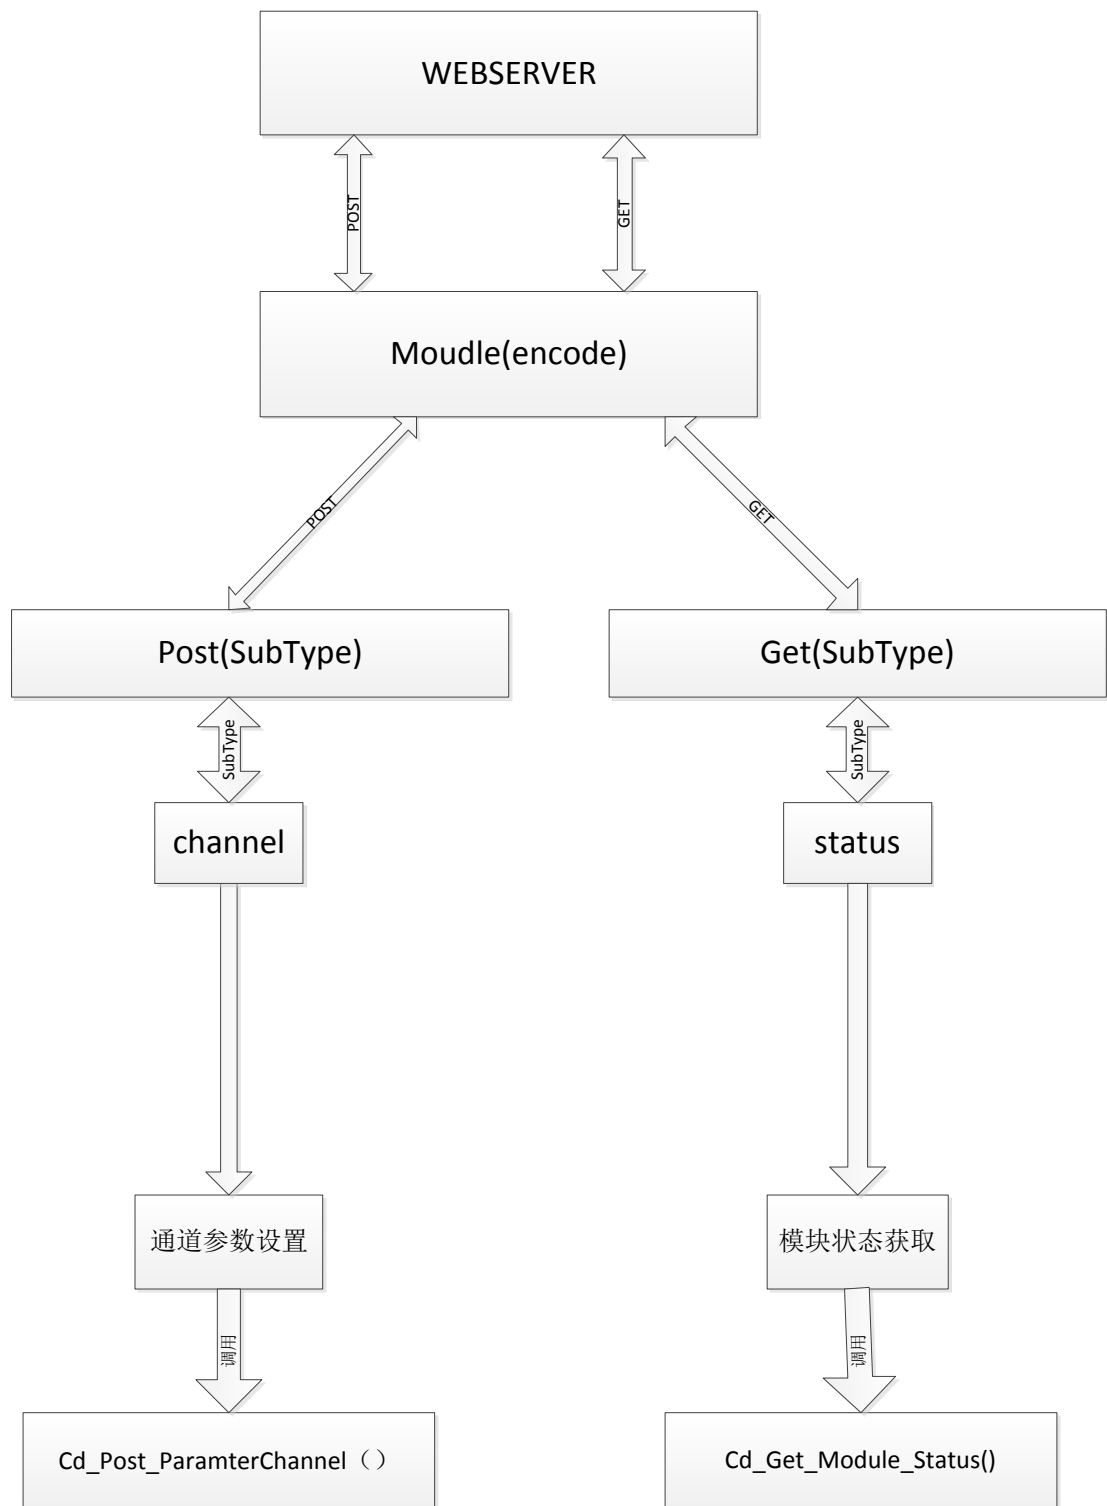 WEBSERVER
POST
GET
Moudle(encode)
POST
GET
Post(SubType)
Get(SubType)
SubType
SubType
channel
status
通道参数设置
模块状态获取
调用
调用
Cd_Post_ParamterChannel（）
Cd_Get_Module_Status()